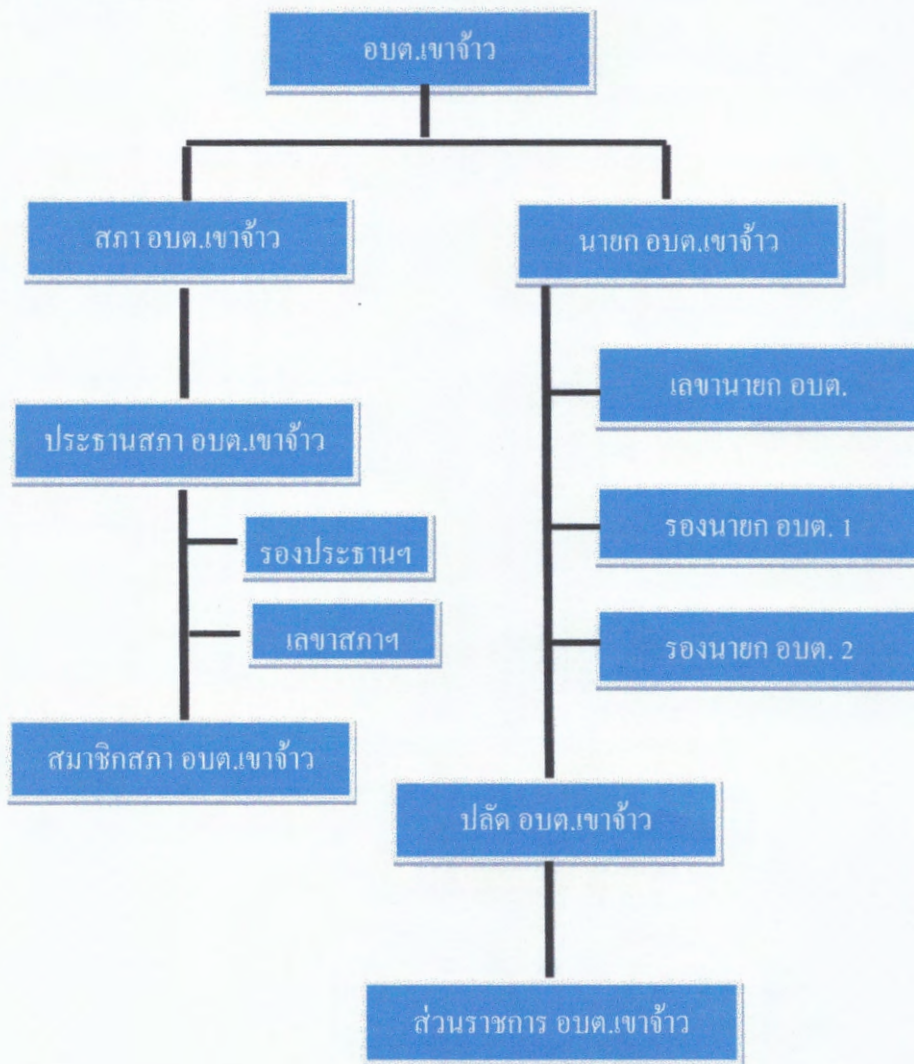 อบต.เขาจ้าว
สภา อบต.เขาจ้าว
นายก อบต.เขาจ้าว
เลขานายก อบต.
ประธานสภา อบต.เขาจ้าว
รองนายก อบต. 1
รองประธานฯ
เลขาสภาฯ
รองนายก อบต. 2
สมาชิกสภา อบต.เขาจ้าว
ปลัด อบต.เขาจ้าว
ส่วนราชการ อบต.เขาจ้าว